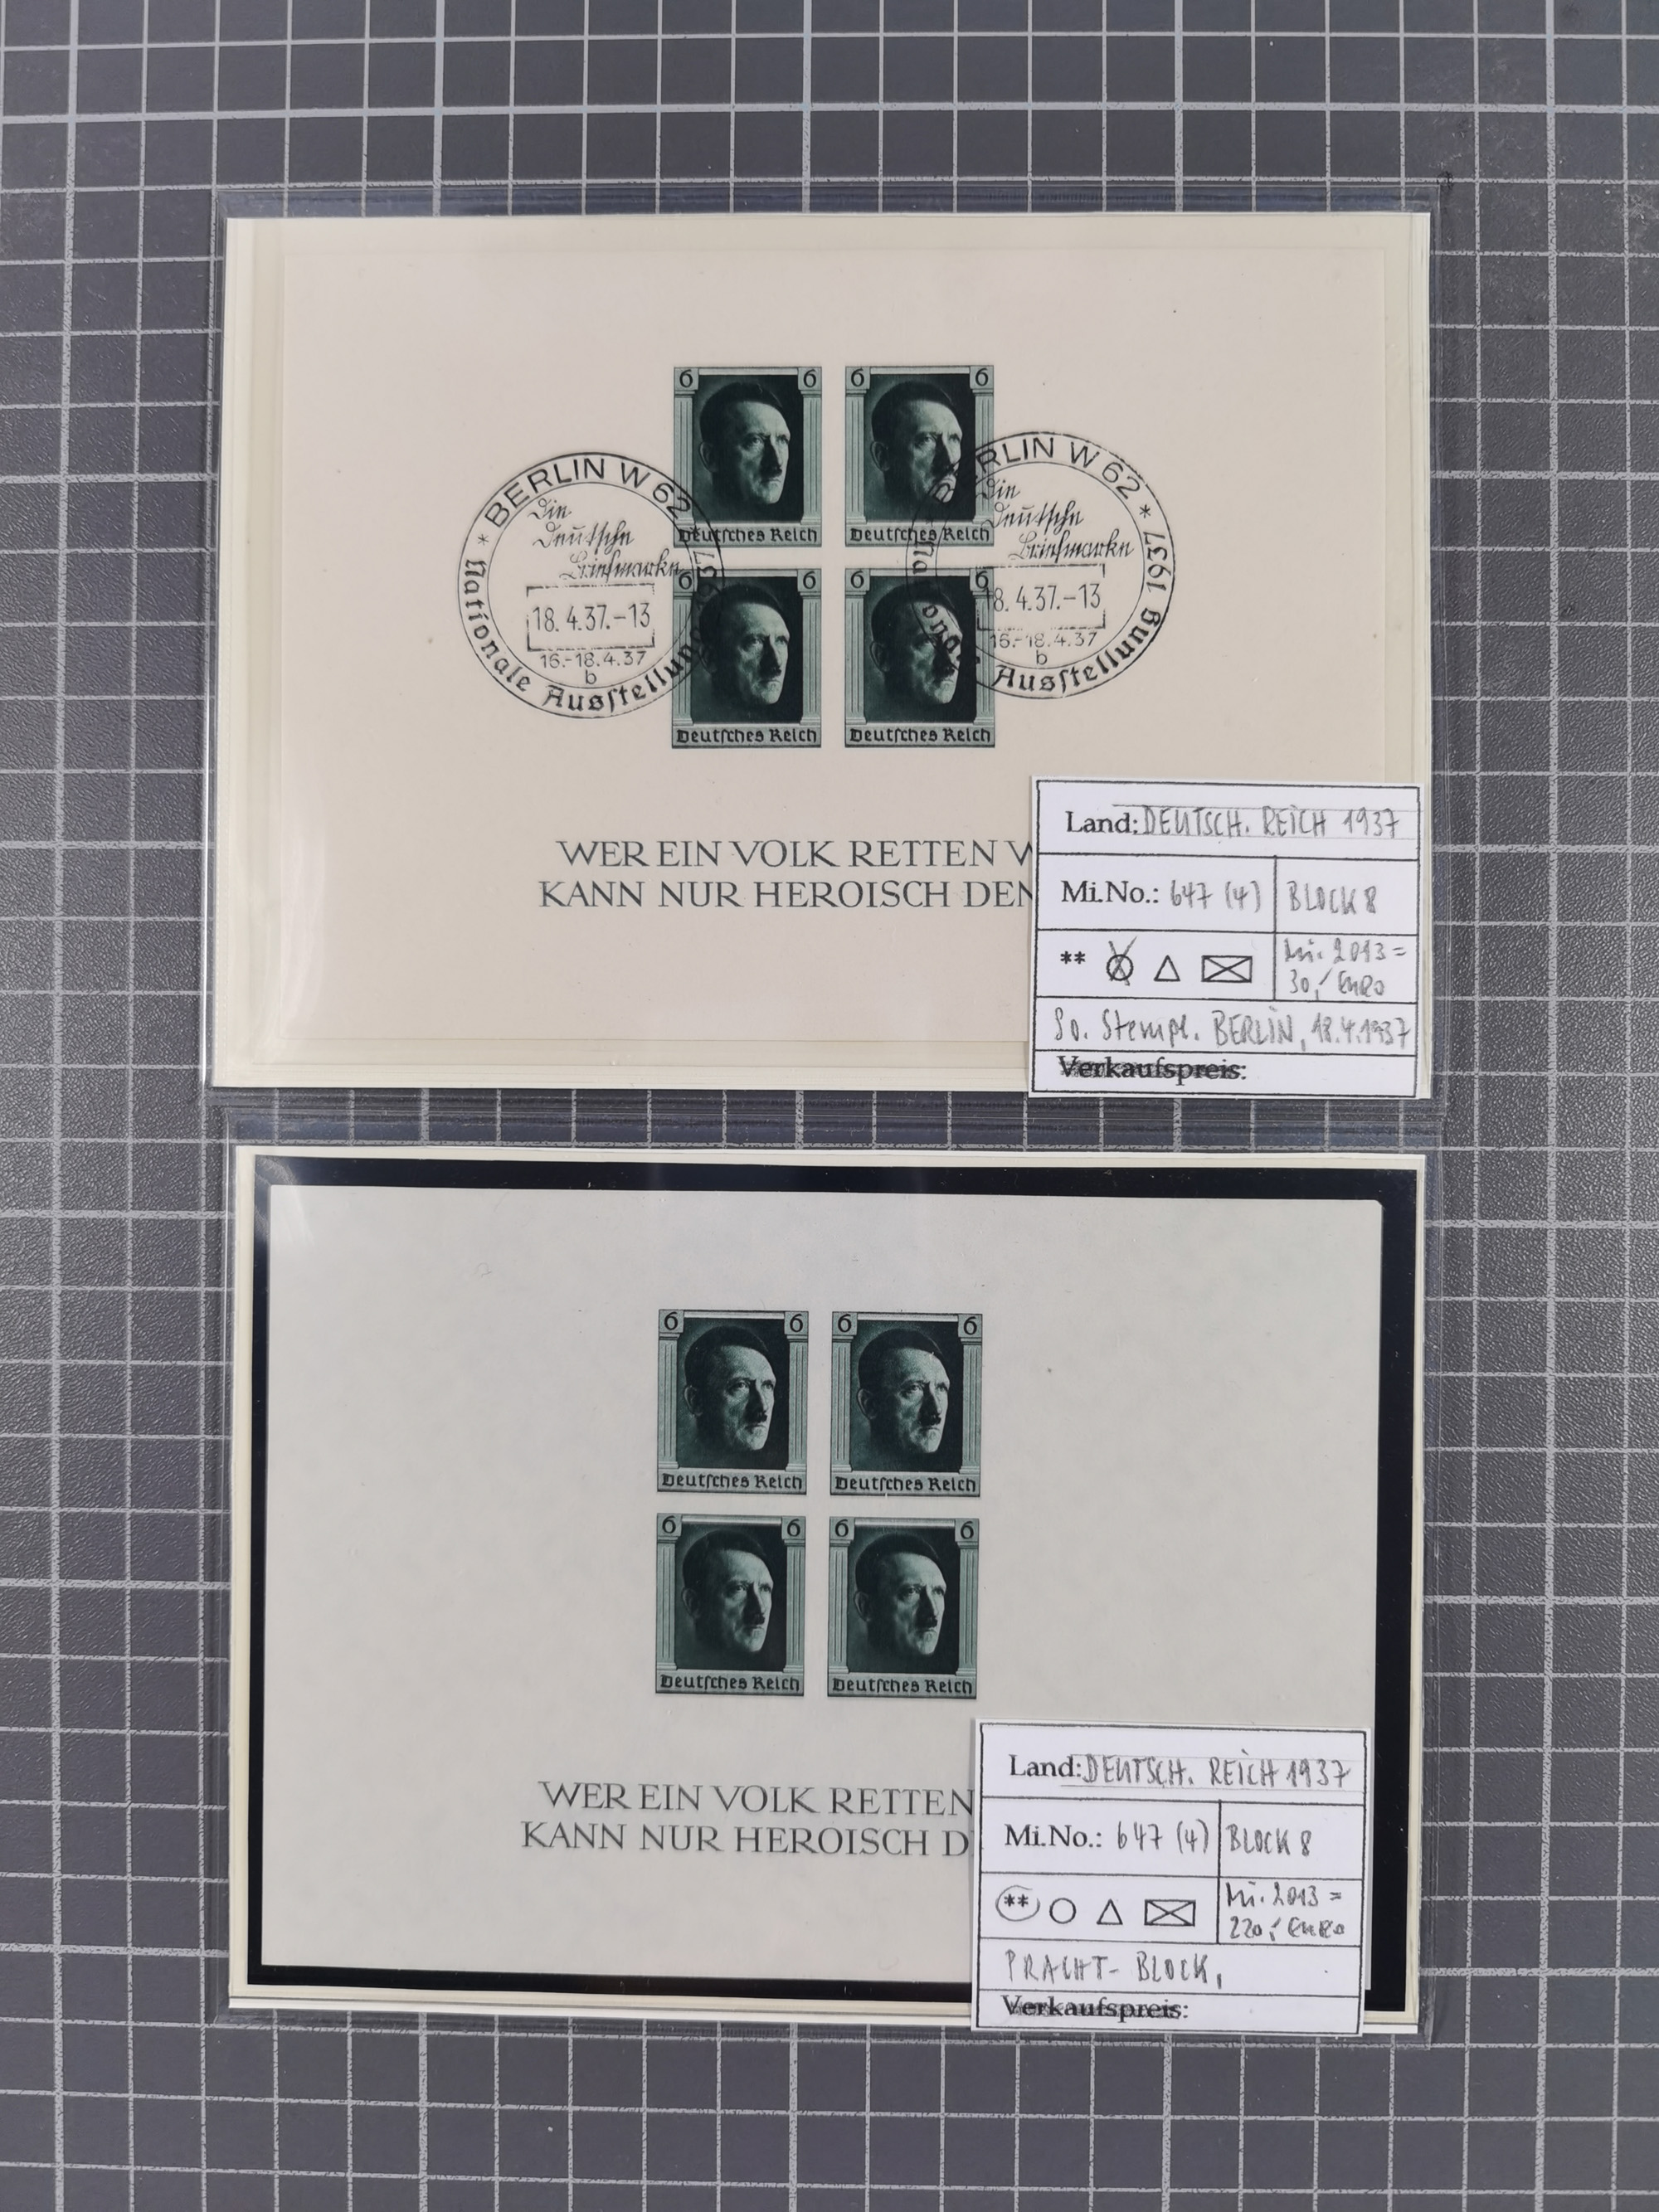 6 6 6 6
Deutsches Reich Deutsches Reich
6 6 6
Deutsches Reich Deutsches Reich
BERLIN W 62 * Nationale Ausstellung 1937 *
Die
Deutsche
Briefmarke
18.4.37.-13
16.-18.4.37
b
BERLIN W 62 * Nationale Ausstellung 1937
Die
Deutsche
Briefmarke
18.4.37.-13
16.-18.4.37
b
WER EIN VOLK RETTEN
KANN NUR HEROISCH DEN
Land: DEUTSCH. REICH 1937
Mi.No.: 647 (4) BLOCK 8
** Mi. 2013 =
30,- EURO
So. Stempl. BERLIN, 18.4.1937
Verkaufspreis:
6 6 6 6
Deutsches Reich Deutsches Reich
6 6 6 6
Deutsches Reich Deutsches Reich
WER EIN VOLK RETTEN
KANN NUR HEROISCH D
Land: DEUTSCH. REICH 1937
Mi.No.: 647 (4) BLOCK 8
** Mi. 2013 =
220,- EURO
PRACHT-BLOCK,
Verkaufspreis: